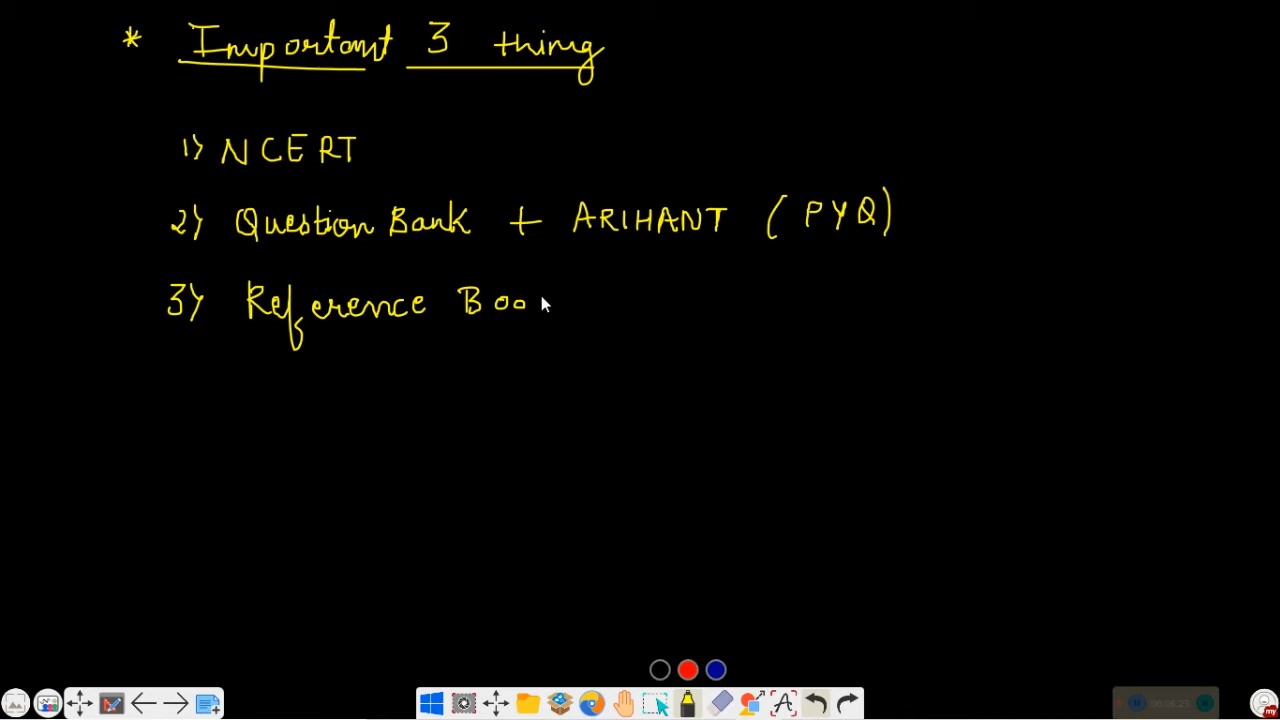 * Important 3 thing
1) NCERT
2) Question Bank + ARIHANT (PYQ)
3) Reference Boo